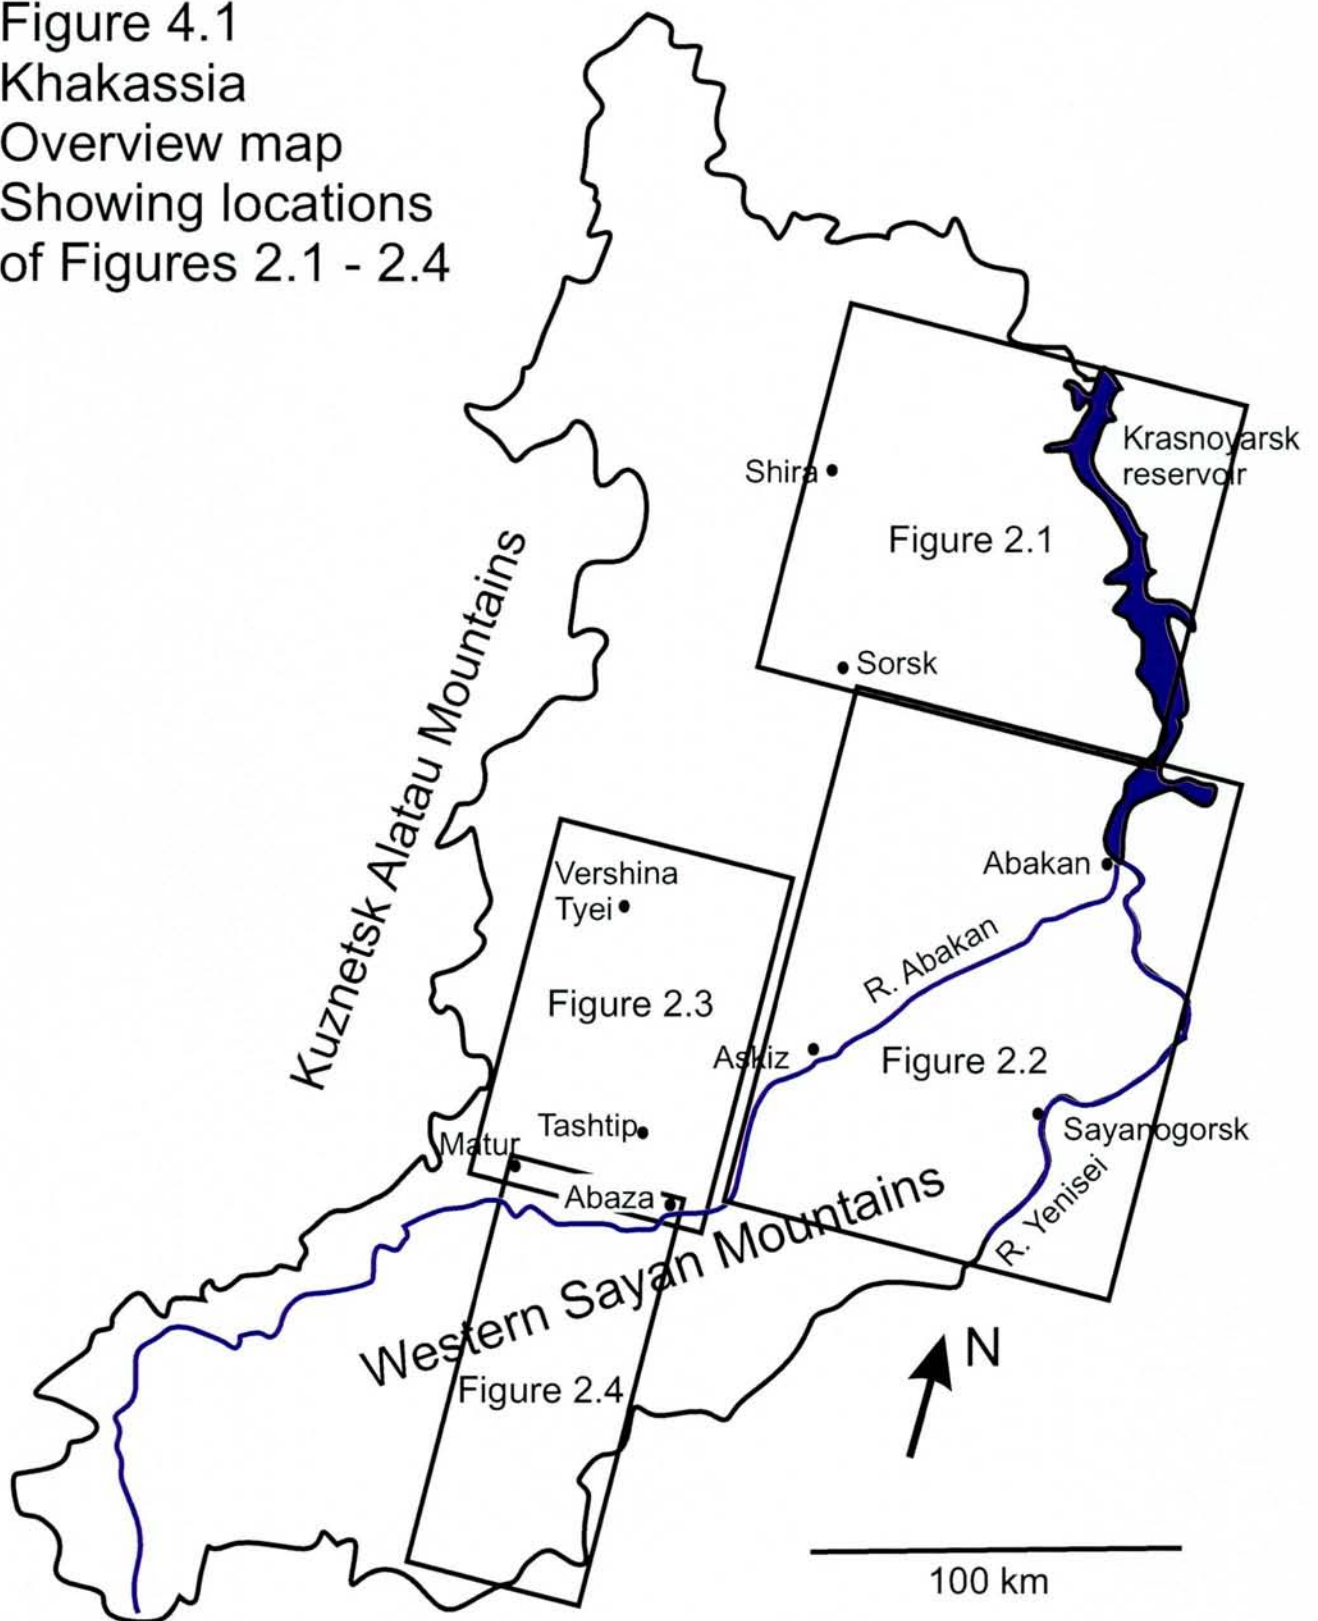 Figure 4.1
Khakassia
Overview map
Showing locations
of Figures 2.1 - 2.4
Krasnoyarsk
reservoir
Shira
Figure 2.1
Sorsk
Kuznetsk Alatau Mountains
Abakan
Vershina
Tyei
R. Abakan
Figure 2.3
Askiz
Figure 2.2
Tashtip
Sayanogorsk
Matur
Abaza
R. Yenisei
Western Sayan Mountains
N
Figure 2.4
100 km